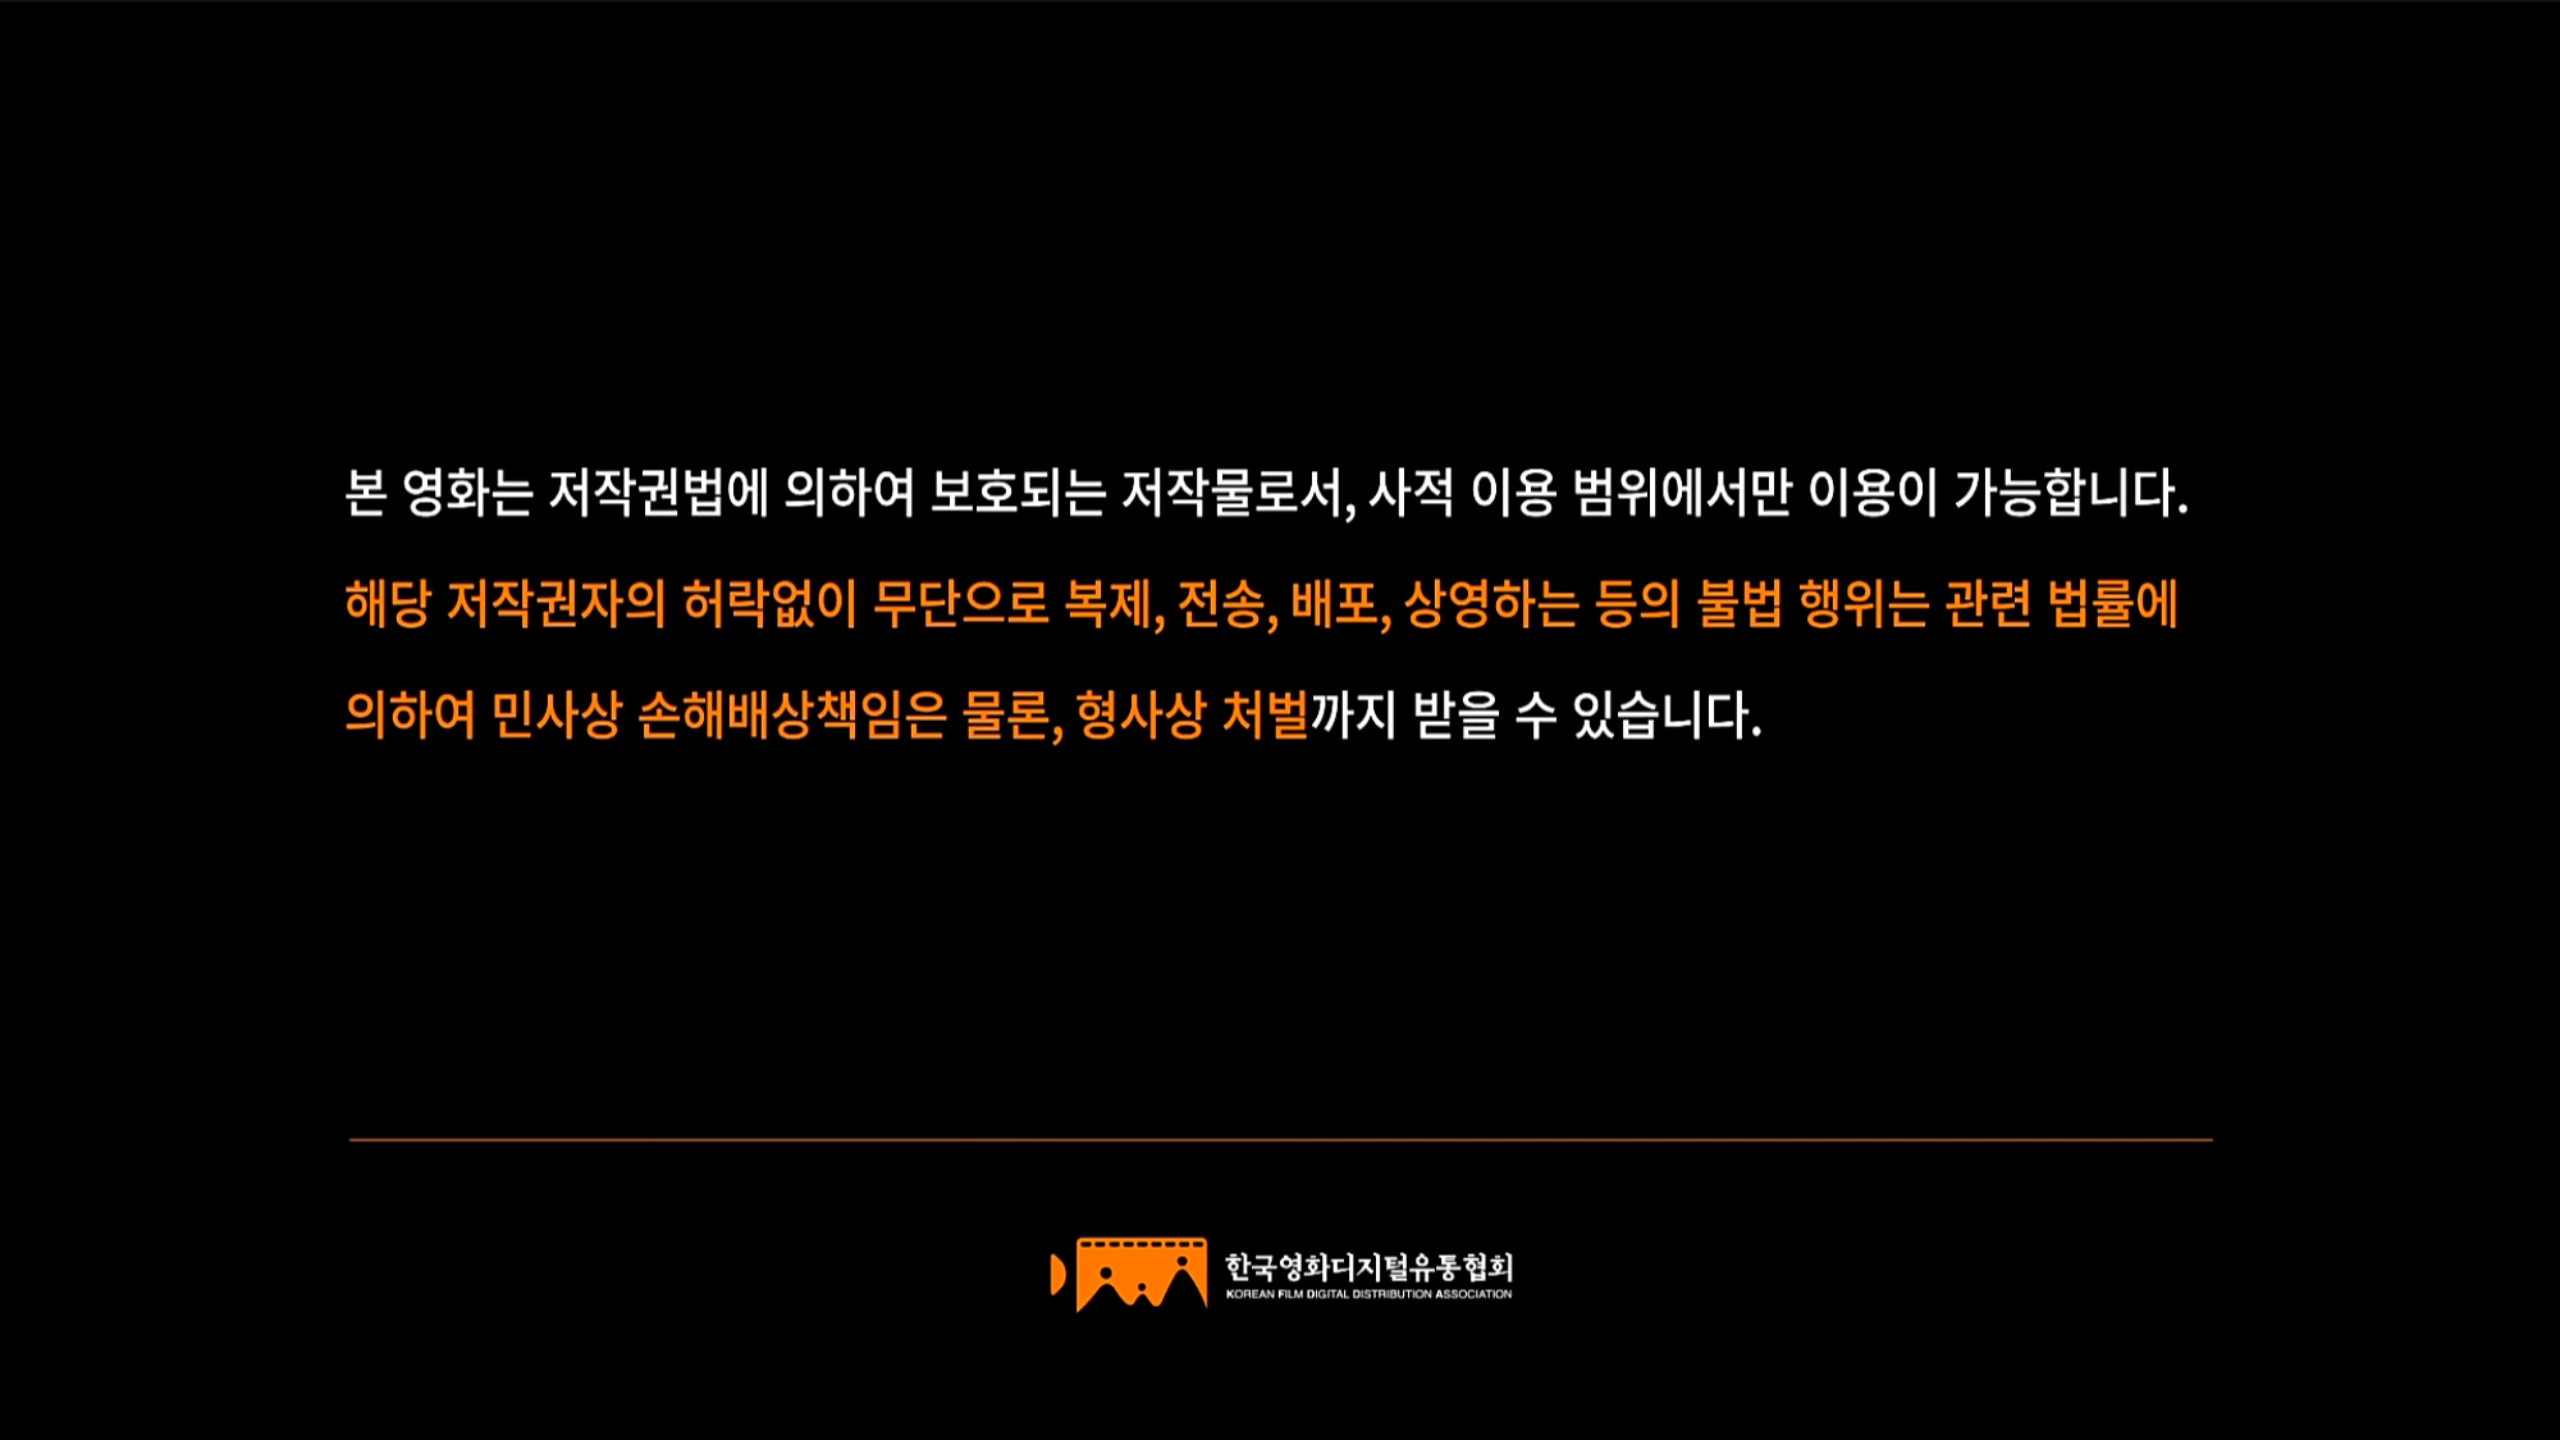 본 영화는 저작권법에 의하여 보호되는 저작물로서, 사적 이용 범위에서만 이용이 가능합니다.
해당 저작권자의 허락없이 무단으로 복제, 전송, 배포, 상영하는 등의 불법 행위는 관련 법률에
의하여 민사상 손해배상책임은 물론, 형사상 처벌까지 받을 수 있습니다.
한국영화디지털유통협회
KOREAN FILM DIGITAL DISTRIBUTION ASSOCIATION